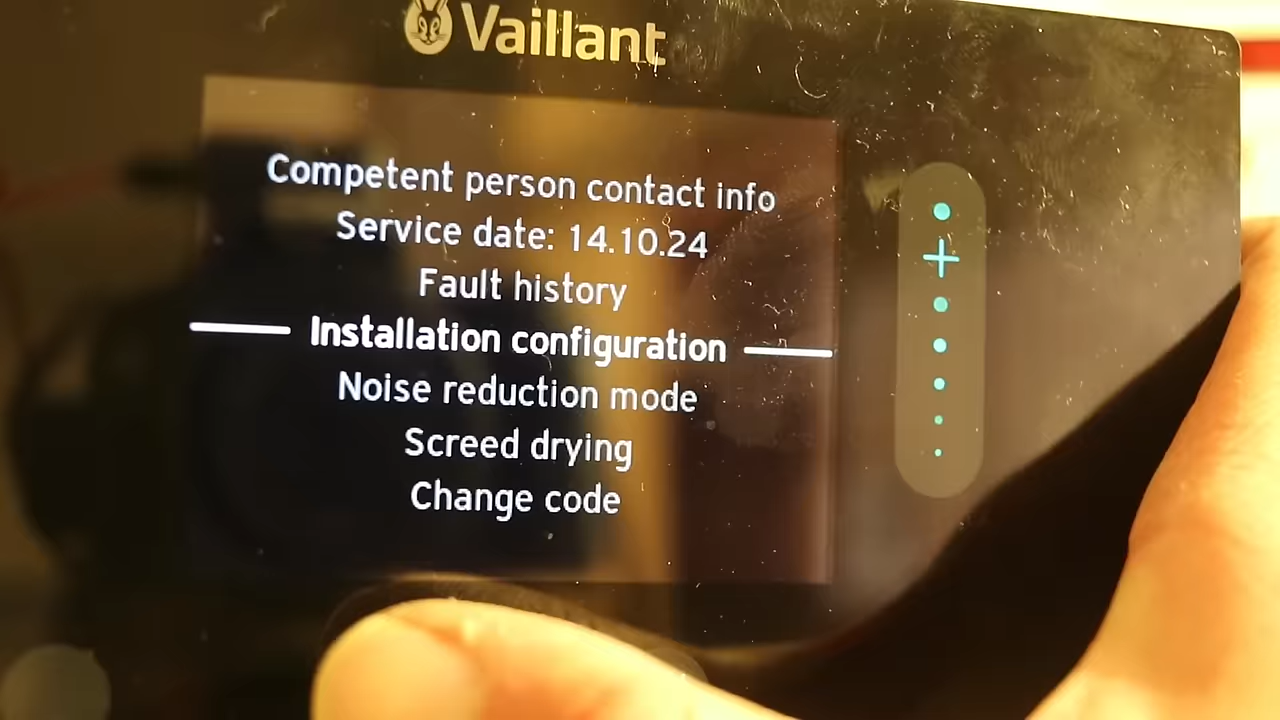 Vaillant
Competent person contact info
Service date: 14.10.24
Fault history
Installation configuration
Noise reduction mode
Screed drying
Change code